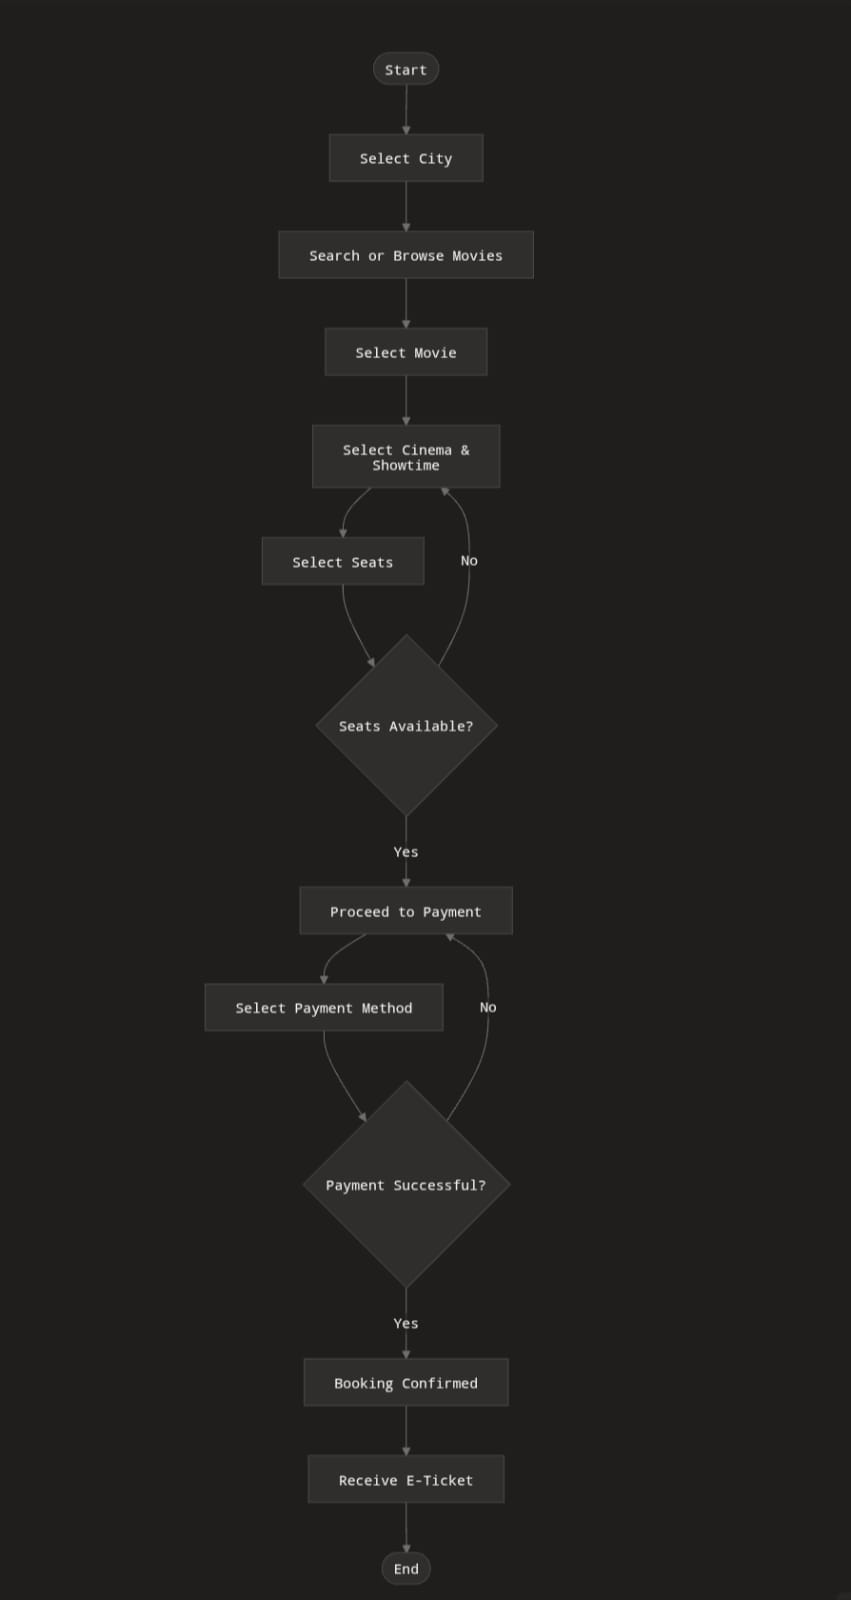 Start
Select City
Search or Browse Movies
Select Movie
Select Cinema &
Showtime
Select Seats
No
Seats Available?
Yes
Proceed to Payment
Select Payment Method
No
Payment Successful?
Yes
Booking Confirmed
Receive E-Ticket
End